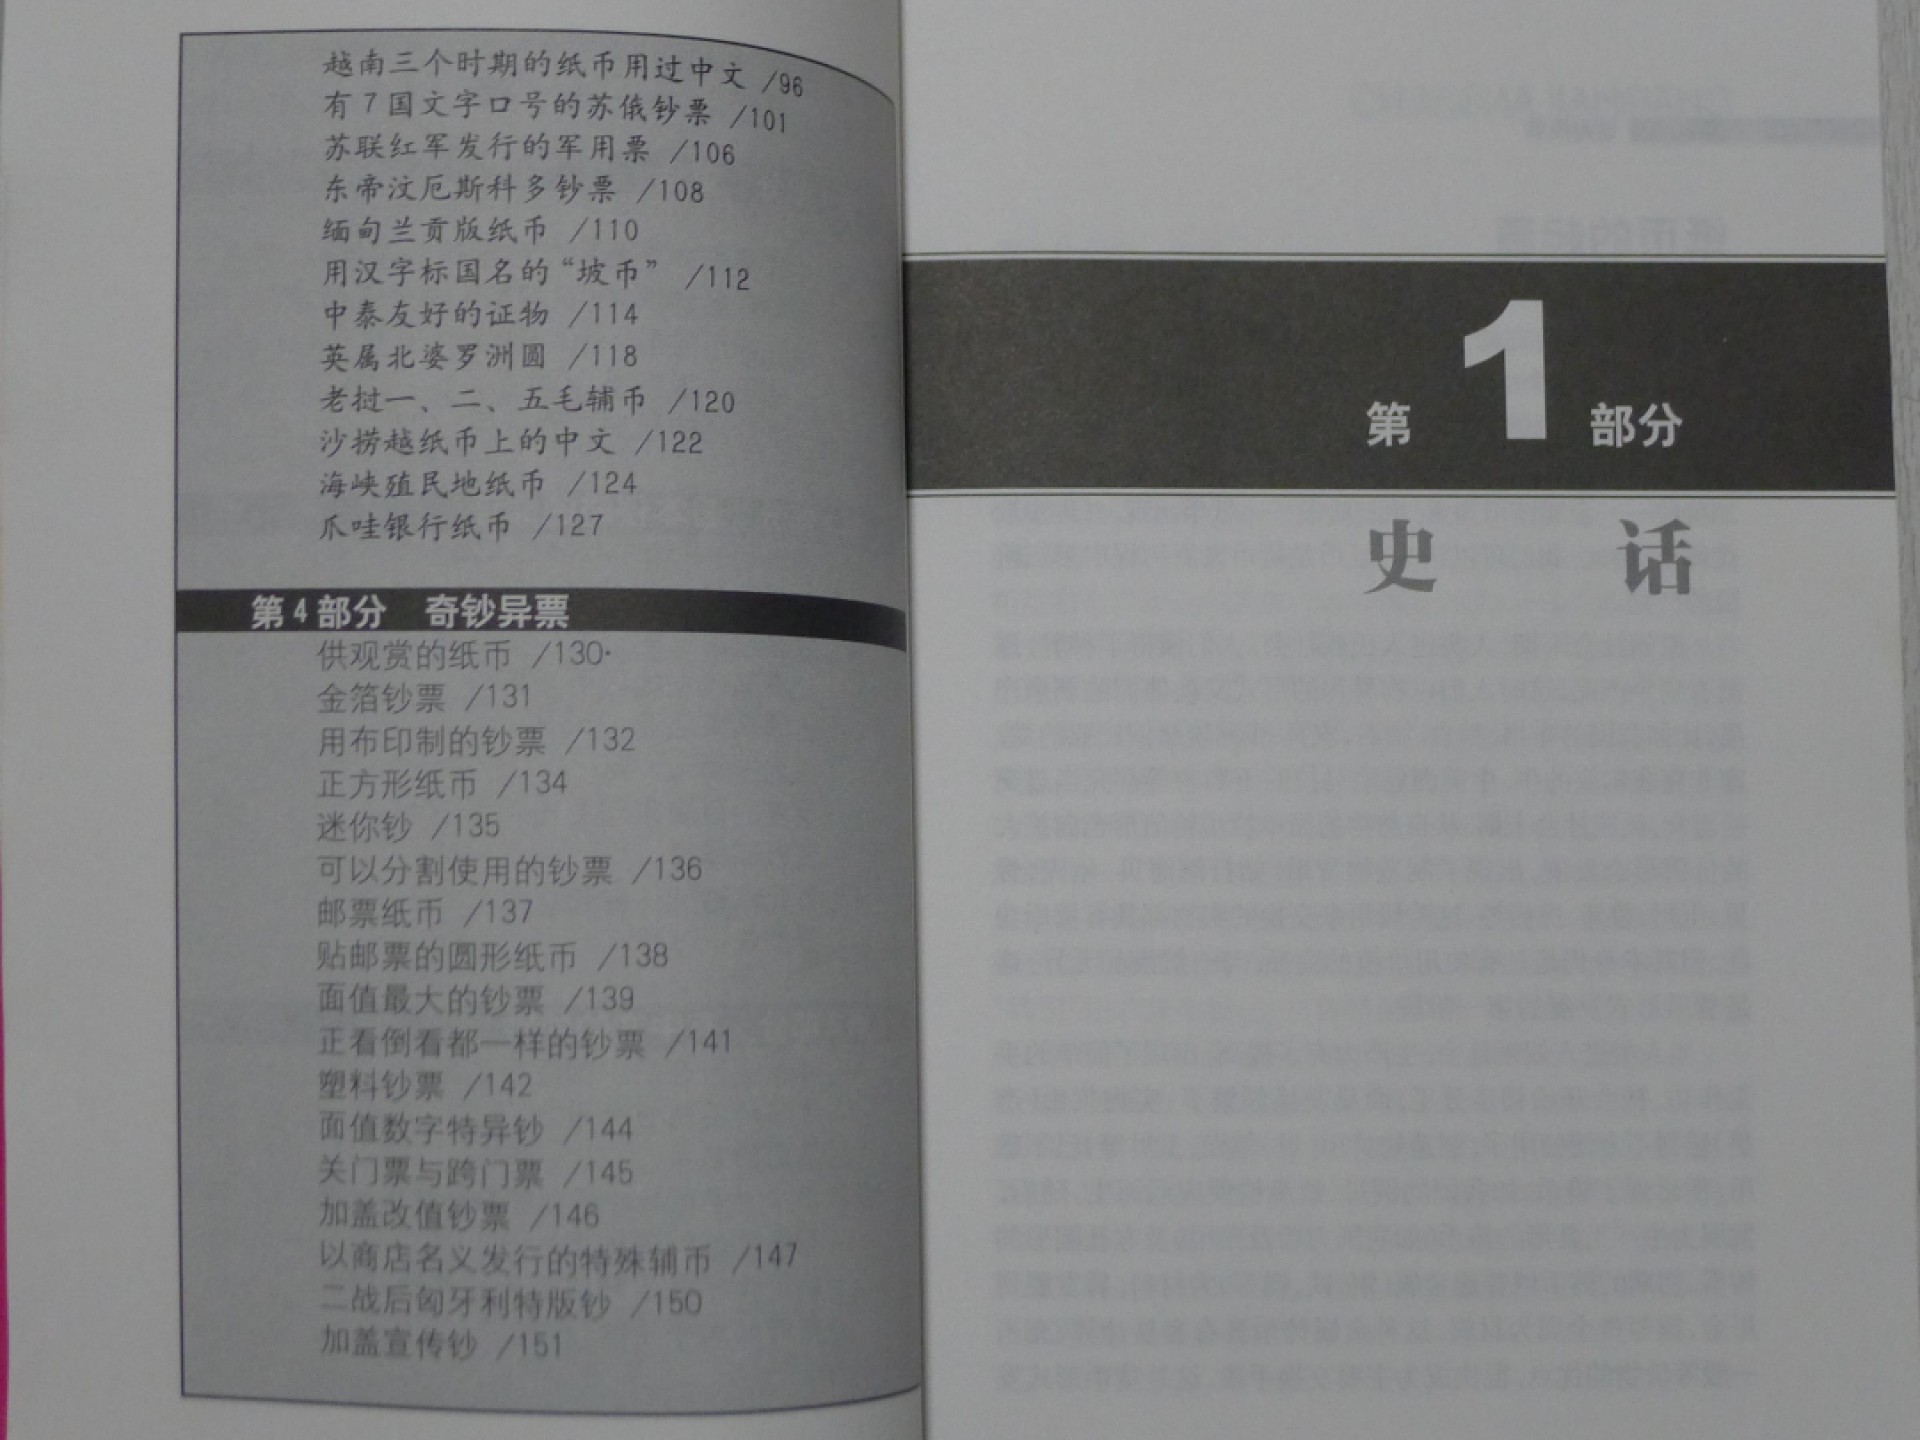 越南三个时期的纸币用过中文 /96
有7国文字口号的苏俄钞票 /101
苏联红军发行的军用票 /106
东帝汶厄斯科多钞票 /108
缅甸兰贡版纸币 /110
用汉字标国名的“坡币” /112
中泰友好的证物 /114
英属北婆罗洲圆 /118
老挝一、二、五毛辅币 /120
沙捞越纸币上的中文 /122
海峡殖民地纸币 /124
爪哇银行纸币 /127
第4部分 奇钞异票
供观赏的纸币 /130
金箔钞票 /131
用布印制的钞票 /132
正方形纸币 /134
迷你钞 /135
可以分割使用的钞票 /136
邮票纸币 /137
贴邮票的圆形纸币 /138
面值最大的钞票 /139
正看倒看都一样的钞票 /141
塑料钞票 /142
面值数字特异钞 /144
关门票与跨门票 /145
加盖改值钞票 /146
以商店名义发行的特殊辅币 /147
二战后匈牙利特版钞 /150
加盖宣传钞 /151
第1部分
史话